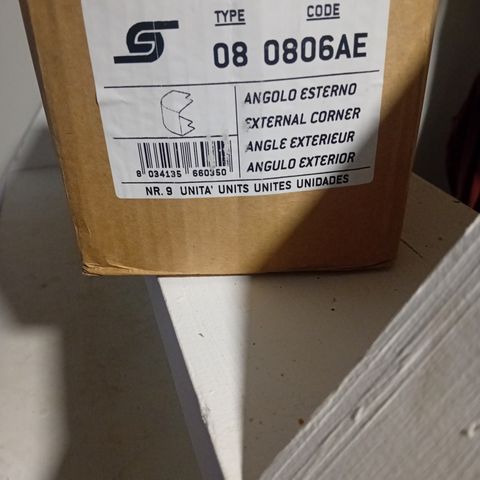 TYPE CODE
08 0806AE
ANGOLO ESTERNO
EXTERNAL CORNER
ANGLE EXTERIEUR
ANGULO EXTERIOR
8 034135 660350
NR. 9 UNITA' UNITS UNITES UNIDADES